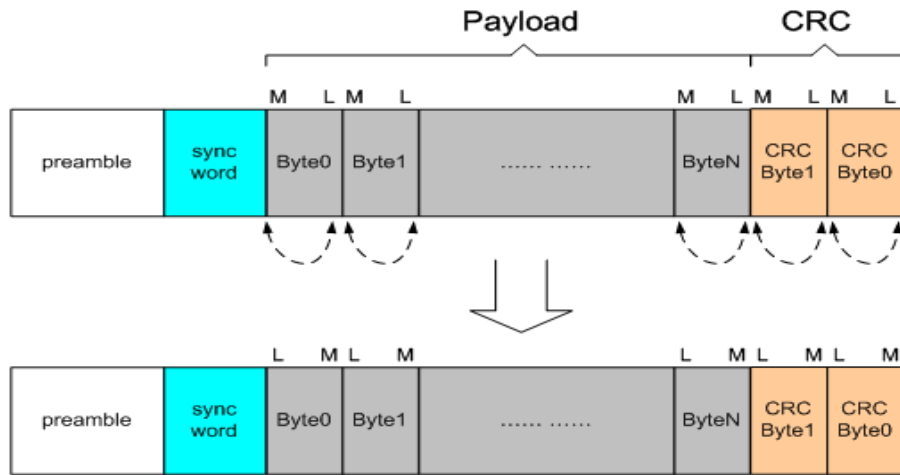 Payload CRC
M L M L M L M L M L
preamble sync word Byte0 Byte1 ...... ...... ByteN CRC Byte1 CRC Byte0
L M L M L M L M L M
preamble sync word Byte0 Byte1 ...... ...... ByteN CRC Byte1 CRC Byte0